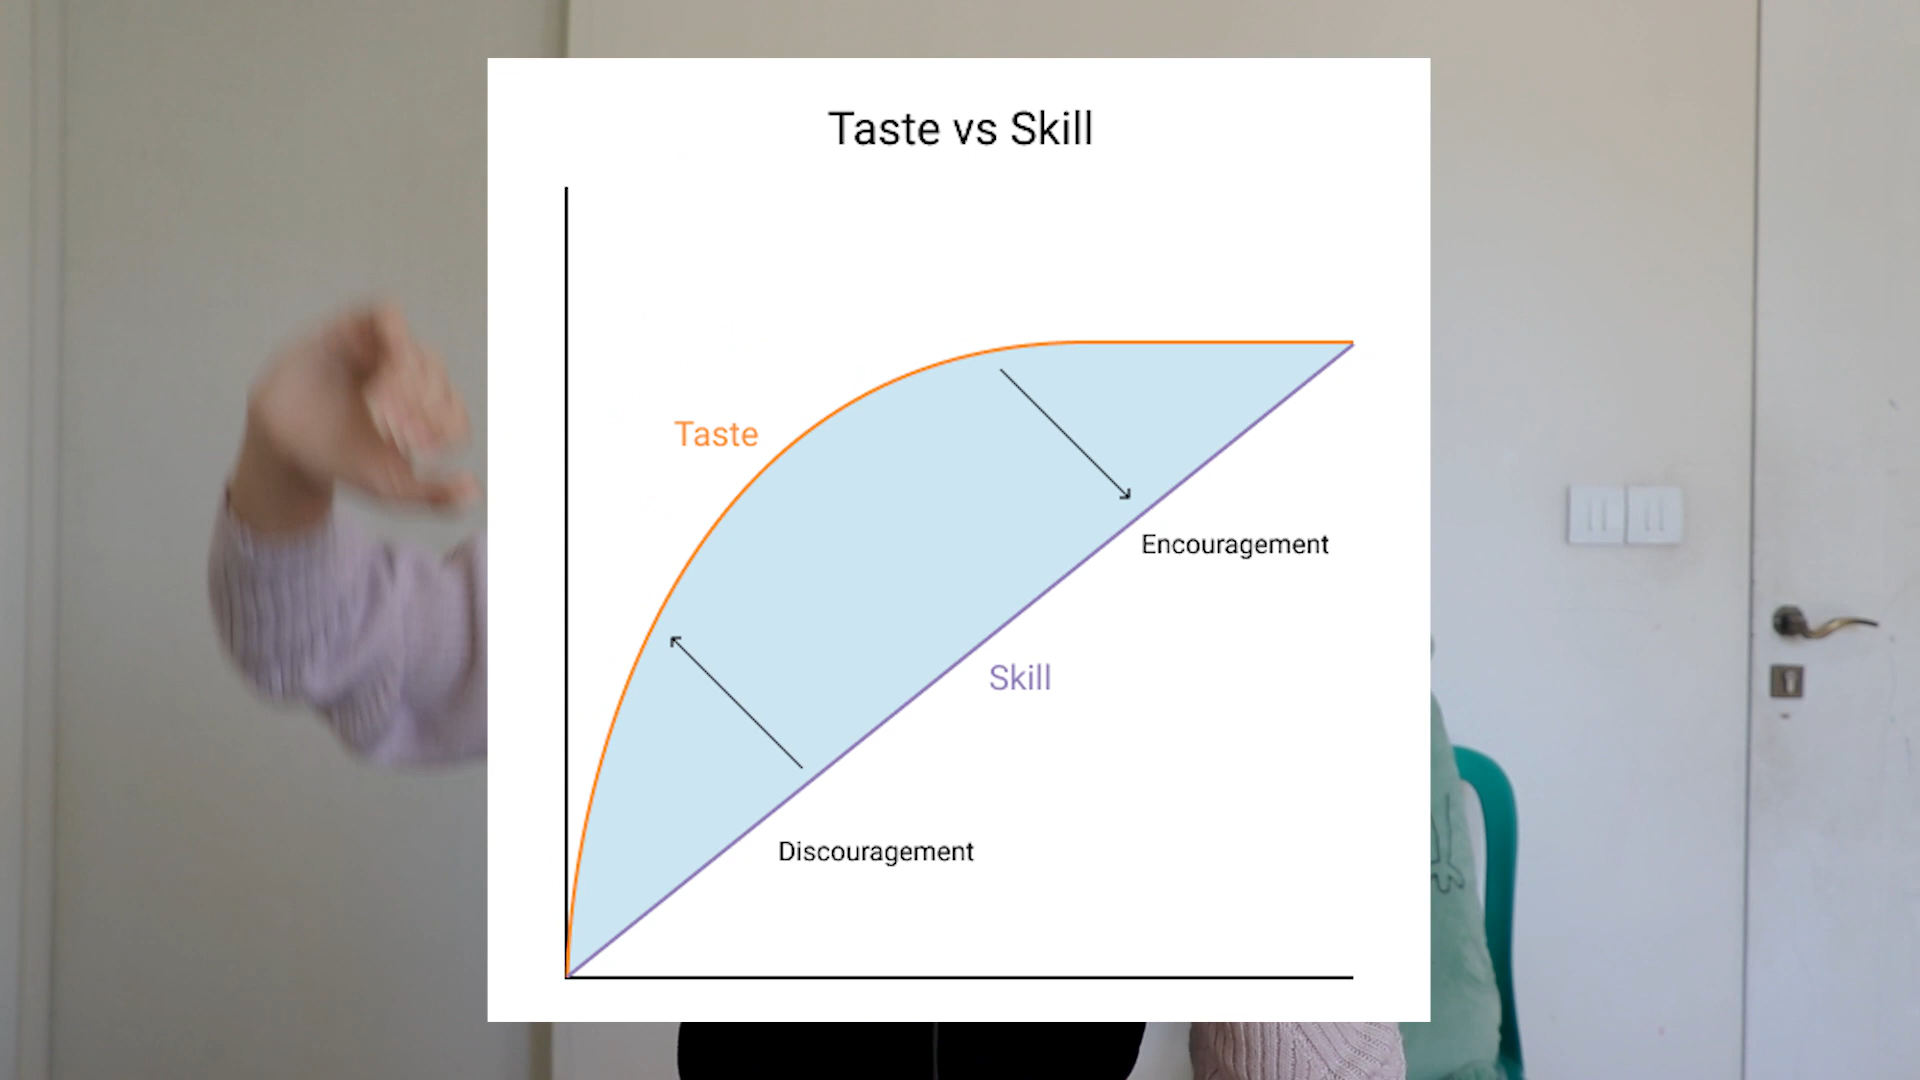 Taste vs Skill
Taste
Encouragement
Skill
Discouragement